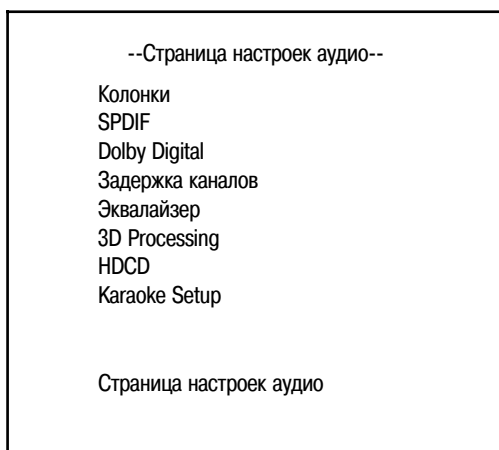 --Страница настроек аудио--
Колонки
SPDIF
Dolby Digital
Задержка каналов
Эквалайзер
3D Processing
HDCD
Karaoke Setup
Страница настроек аудио